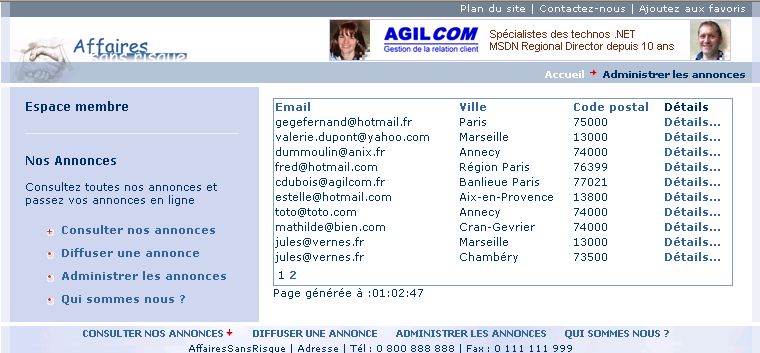 Plan du site | Contactez-nous | Ajoutez aux favoris
Affaires
sans risque
AGILCOM
Gestion de la relation client
Spécialistes des technos .NET
MSDN Regional Director depuis 10 ans
Accueil Administrer les annonces
Espace membre
Nos Annonces
Consultez toutes nos annonces et
passez vos annonces en ligne
Consulter nos annonces
Diffuser une annonce
Administrer les annonces
Qui sommes nous ?
Email Ville Code postal Détails
gegefernand@hotmail.fr Paris 75000 Détails...
valerie.dupont@yahoo.com Marseille 13000 Détails...
dummoulin@anix.fr Annecy 74000 Détails...
fred@hotmail.com Région Paris 76399 Détails...
cdubois@agilcom.fr Banlieue Paris 77021 Détails...
estelle@hotmail.com Aix-en-Provence 13800 Détails...
toto@toto.com Annecy 74000 Détails...
mathilde@bien.com Cran-Gevrier 74000 Détails...
jules@vernes.fr Marseille 13000 Détails...
jules@vernes.fr Chambéry 73500 Détails...
1 2
Page générée à :01:02:47
CONSULTER NOS ANNONCES DIFFUSER UNE ANNONCE ADMINISTRER LES ANNONCES QUI SOMMES NOUS ?
AffairesSansRisque | Adresse | Tél : 0 800 888 888 | Fax : 0 111 111 999